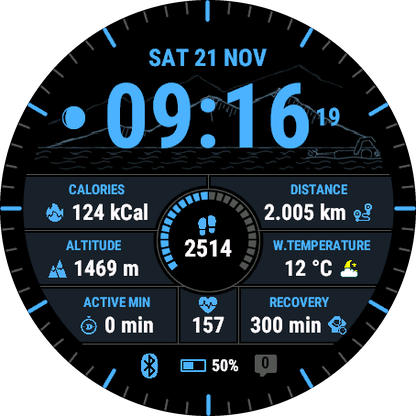 SAT 21 NOV
09:16 19
CALORIES
124 kCal
DISTANCE
2.005 km
2514
ALTITUDE
1469 m
W.TEMPERATURE
12 °C
ACTIVE MIN
0 min
157
RECOVERY
300 min
50%
0